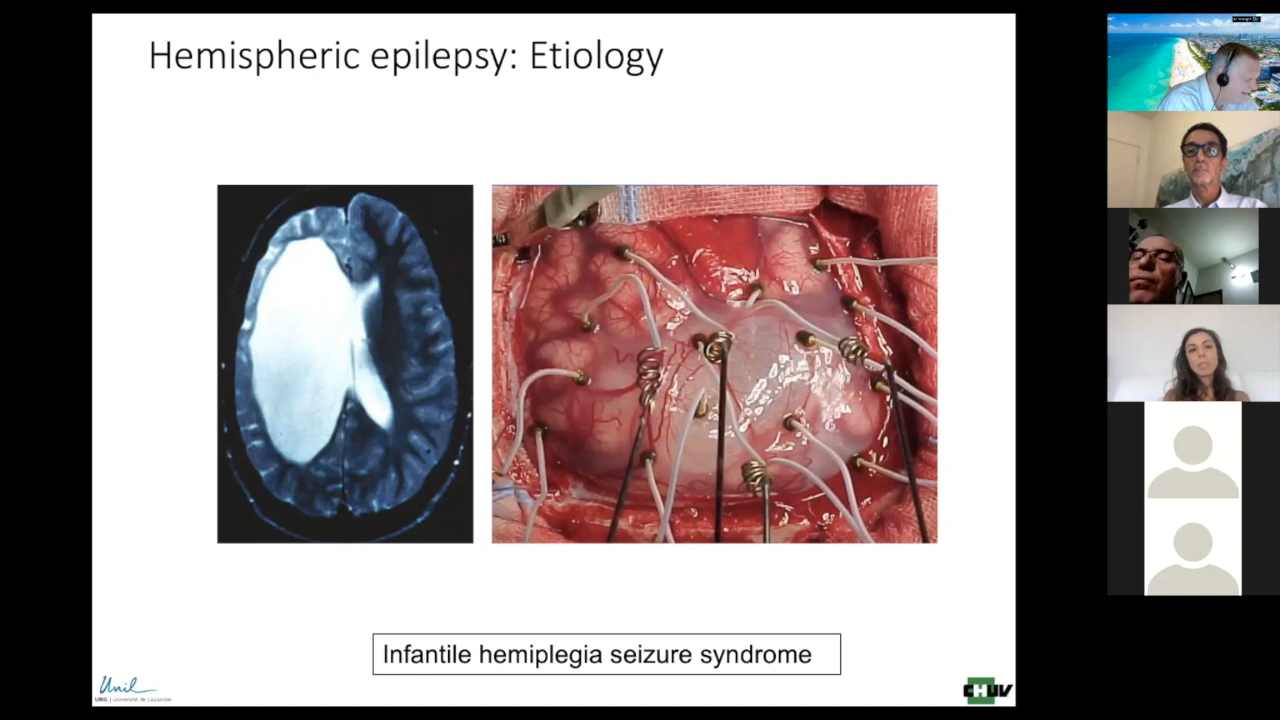 Hemispheric epilepsy: Etiology
Infantile hemiplegia seizure syndrome
Unil
UNIL | Université de Lausanne
CHUV